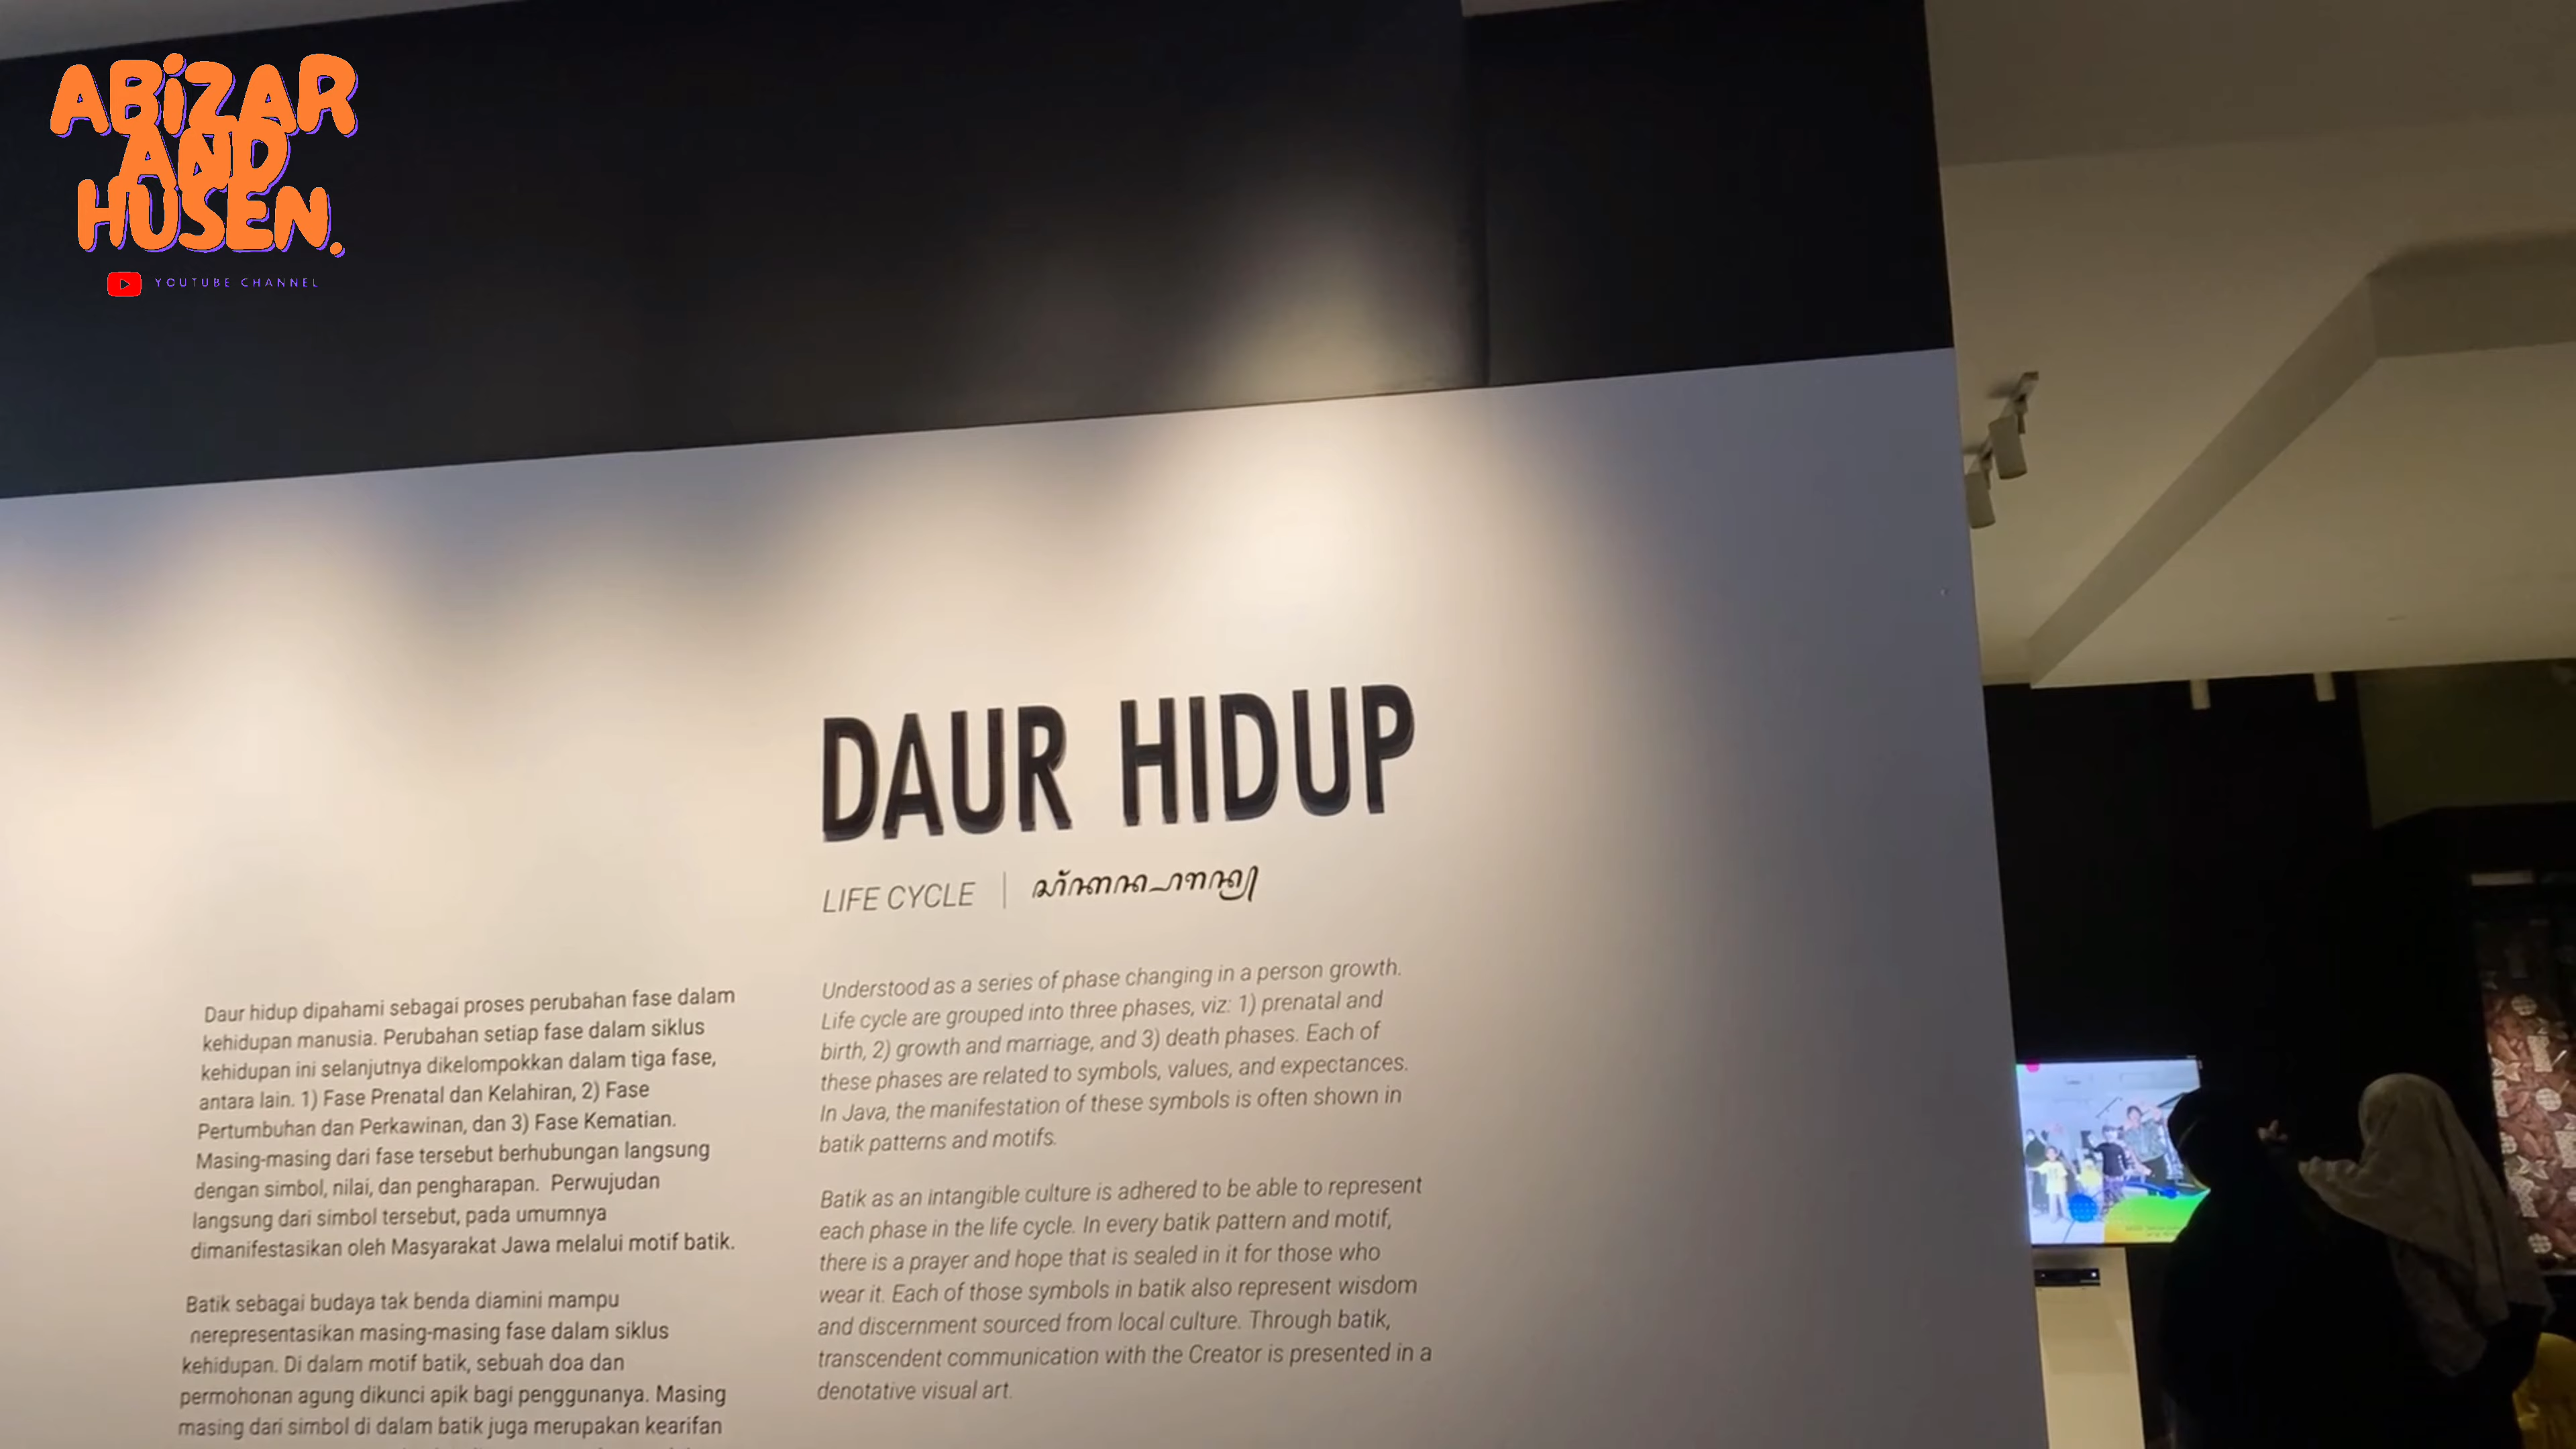 ABiZAR
AND
HUSEN.
YOUTUBE CHANNEL
DAUR HIDUP
LIFE CYCLE
Daur hidup dipahami sebagai proses perubahan fase dalam
kehidupan manusia. Perubahan setiap fase dalam siklus
kehidupan ini selanjutnya dikelompokkan dalam tiga fase,
antara lain. 1) Fase Prenatal dan Kelahiran, 2) Fase
Pertumbuhan dan Perkawinan, dan 3) Fase Kematian.
Masing-masing dari fase tersebut berhubungan langsung
dengan simbol, nilai, dan pengharapan. Perwujudan
langsung dari simbol tersebut, pada umumnya
dimanifestasikan oleh Masyarakat Jawa melalui motif batik.
Batik sebagai budaya tak benda diamini mampu
nerepresentasikan masing-masing fase dalam siklus
kehidupan. Di dalam motif batik, sebuah doa dan
permohonan agung dikunci apik bagi penggunanya. Masing
masing dari simbol di dalam batik juga merupakan kearifan
Understood as a series of phase changing in a person growth.
Life cycle are grouped into three phases, viz: 1) prenatal and
birth, 2) growth and marriage, and 3) death phases. Each of
these phases are related to symbols, values, and expectances.
In Java, the manifestation of these symbols is often shown in
batik patterns and motifs.
Batik as an intangible culture is adhered to be able to represent
each phase in the life cycle. In every batik pattern and motif,
there is a prayer and hope that is sealed in it for those who
wear it. Each of those symbols in batik also represent wisdom
and discernment sourced from local culture. Through batik,
transcendent communication with the Creator is presented in a
denotative visual art.